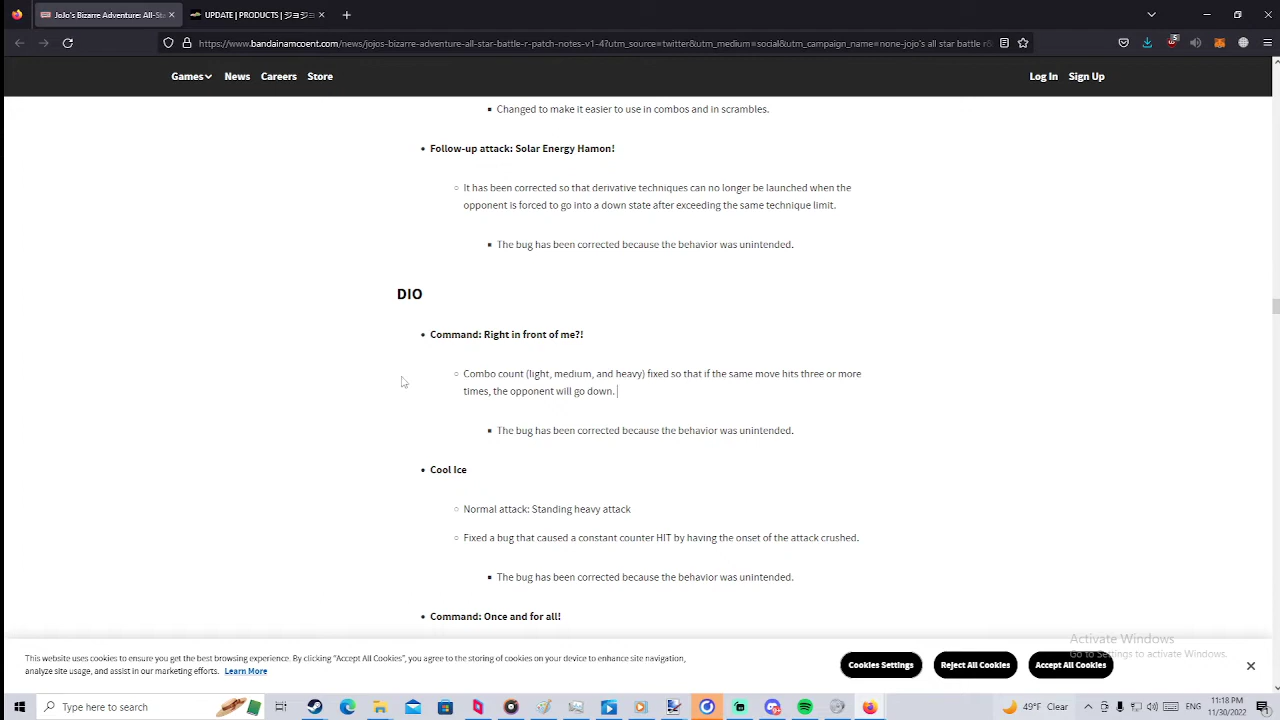 JoJo's Bizarre Adventure: All-Sta
UPDATE | PRODUCTS | ジョジョ
https://www.bandainamcoent.com/news/jojos-bizarre-adventure-all-star-battle-r-patch-notes-v1-4?utm_source=twitter&utm_medium=social&utm_campaign_name=none-jojo's all star battle r
5
Games
News
Careers
Store
Log In
Sign Up
Changed to make it easier to use in combos and in scrambles.
Follow-up attack: Solar Energy Hamon!
It has been corrected so that derivative techniques can no longer be launched when the
opponent is forced to go into a down state after exceeding the same technique limit.
The bug has been corrected because the behavior was unintended.
DIO
Command: Right in front of me?!
Combo count (light, medium, and heavy) fixed so that if the same move hits three or more
times, the opponent will go down.
The bug has been corrected because the behavior was unintended.
Cool Ice
Normal attack: Standing heavy attack
Fixed a bug that caused a constant counter HIT by having the onset of the attack crushed.
The bug has been corrected because the behavior was unintended.
Command: Once and for all!
Activate Windows
Go to Settings to activate Windows.
This website uses cookies to ensure you get the best browsing experience. By clicking "Accept All Cookies", you agree to the storing of cookies on your device to enhance site navigation,
analyze site usage, and assist in our marketing efforts. Learn More
Cookies Settings
Reject All Cookies
Accept All Cookies
Type here to search
49°F Clear
ENG
11:18 PM
11/30/2022